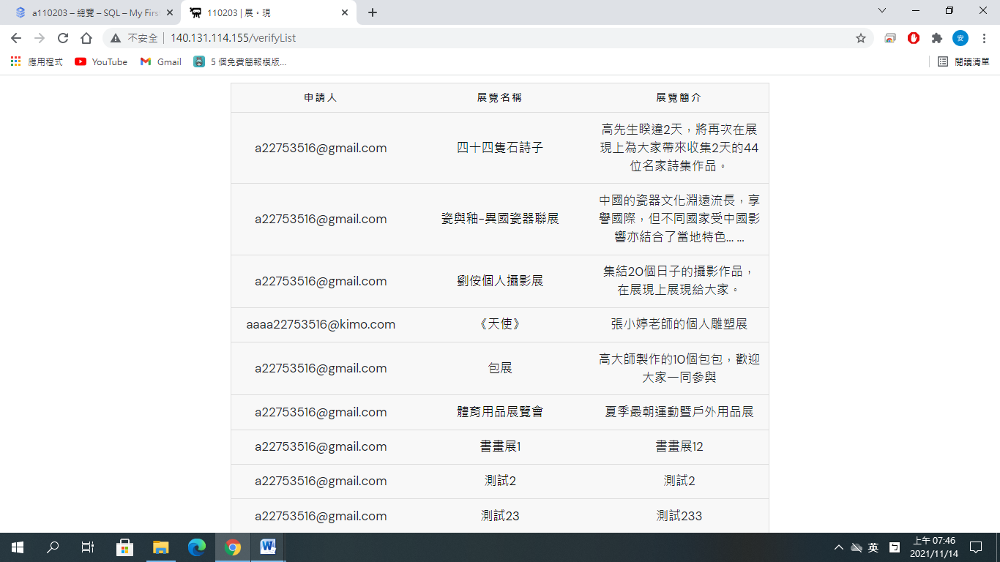 a110203 – 總覽 – SQL – My Firs
110203 | 展。現
不安全
140.131.114.155/verifyList
安
應用程式
YouTube
Gmail
5 個免費簡報模版...
閱讀清單
申請人 展覽名稱 展覽簡介
a22753516@gmail.com 四十四隻石詩子
高先生睽違2天，將再次在展
現上為大家帶來收集2天的44
位名家詩集作品。
a22753516@gmail.com 瓷與釉-異國瓷器聯展
中國的瓷器文化淵遠流長，享
譽國際，但不同國家受中國影
響亦結合了當地特色... ...
a22753516@gmail.com 劉侒個人攝影展
集結20個日子的攝影作品，
在展現上展現給大家。
aaaa22753516@kimo.com 《天使》 張小婷老師的個人雕塑展
a22753516@gmail.com 包展
高大師製作的10個包包，歡迎
大家一同參與
a22753516@gmail.com 體育用品展覽會 夏季最朝運動暨戶外用品展
a22753516@gmail.com 書畫展1 書畫展12
a22753516@gmail.com 測試2 測試2
a22753516@gmail.com 測試23 測試233
英
上午 07:46
2021/11/14